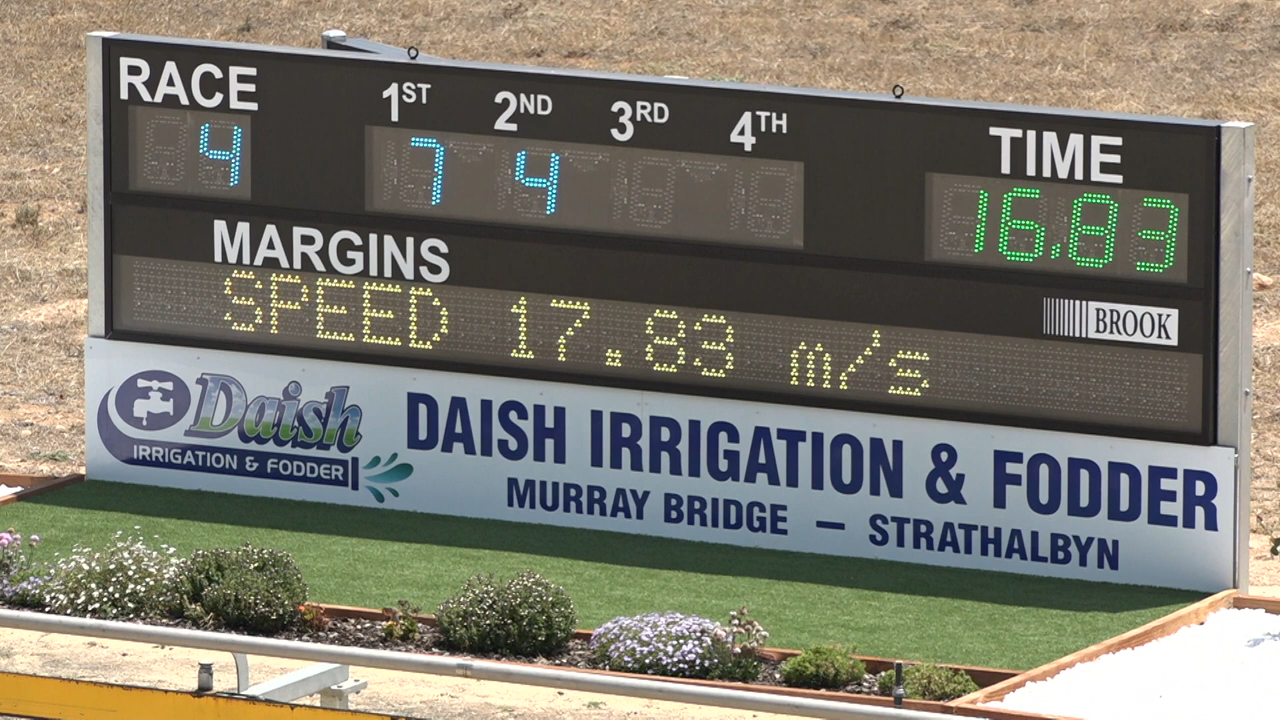 RACE 1ST 2ND 3RD 4TH TIME
4 7 4 16.83
MARGINS
SPEED 17.83 m/s
BROOK
Daish
IRRIGATION & FODDER
DAISH IRRIGATION & FODDER
MURRAY BRIDGE — STRATHALBYN